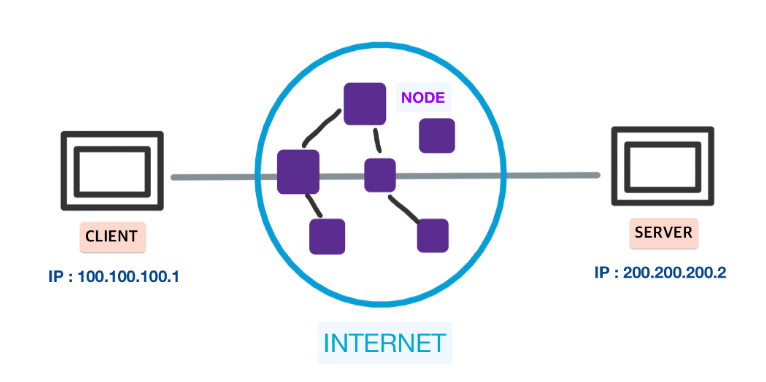 NODE
CLIENT
IP : 100.100.100.1
SERVER
IP : 200.200.200.2
INTERNET